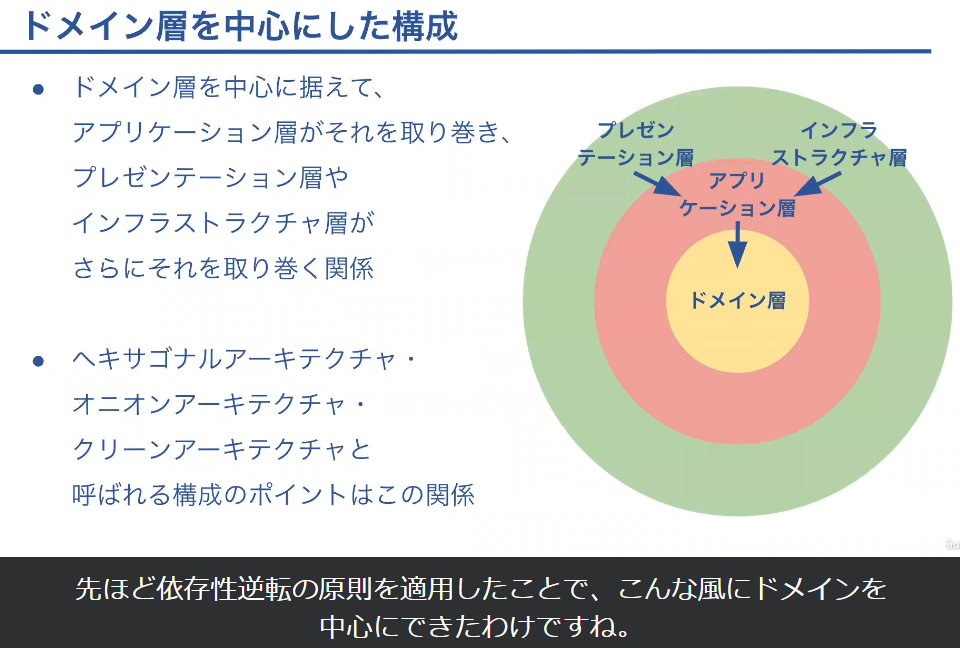 ドメイン層を中心にした構成
● ドメイン層を中心に据えて、
アプリケーション層がそれを取り巻き、
プレゼンテーション層や
インフラストラクチャ層が
さらにそれを取り巻く関係
● ヘキサゴナルアーキテクチャ・
オニオンアーキテクチャ・
クリーンアーキテクチャと
呼ばれる構成のポイントはこの関係
プレゼン
テーション層
インフラ
ストラクチャ層
アプリ
ケーション層
ドメイン層
先ほど依存性逆転の原則を適用したことで、こんな風にドメインを
中心にできたわけですね。